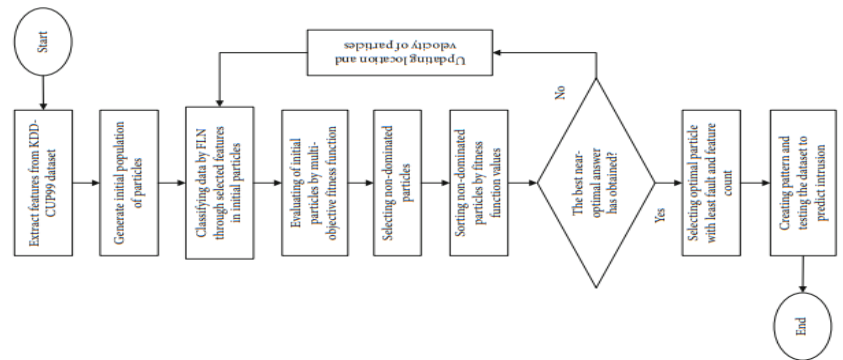 Start
Extract features from KDD-
CUP99 dataset
Generate initial population
of particles
Classifying data by FLN
through selected features
in initial particles
Evaluating of initial
particles by multi-
objective fitness function
Selecting non-dominated
particles
Sorting non-dominated
particles by fitness
function values
The best near-
optimal answer
has obtained?
No
Updating location and
velocity of particles
Yes
Selecting optimal particle
with least fault and feature
count
Creating pattern and
testing the dataset to
predict intrusion
End